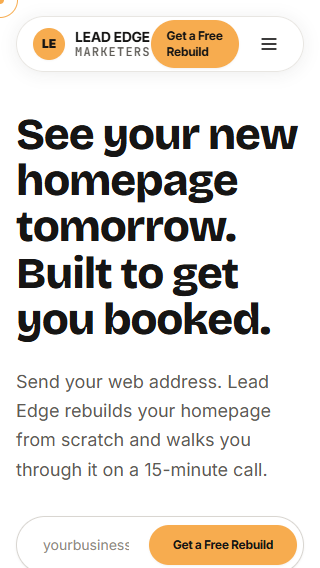 LE
LEAD EDGE
MARKETERS
Get a Free
Rebuild
See your new
homepage
tomorrow.
Built to get
you booked.
Send your web address. Lead
Edge rebuilds your homepage
from scratch and walks you
through it on a 15-minute call.
yourbusiness
Get a Free Rebuild